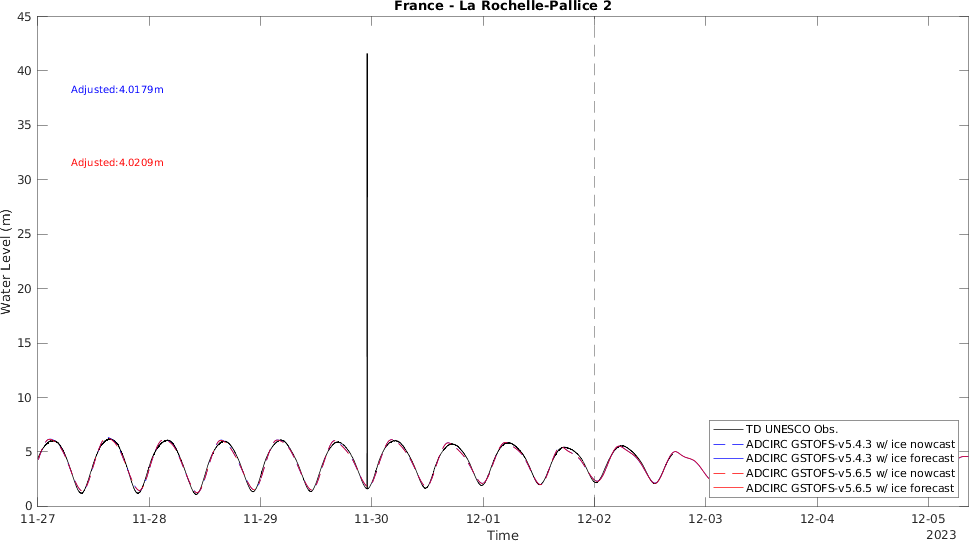 France - La Rochelle-Pallice 2
45
40
35
30
25
20
15
10
5
0
Water Level (m)
Adjusted:4.0179m
Adjusted:4.0209m
TD UNESCO Obs.
ADCIRC GSTOFS-v5.4.3 w/ ice nowcast
ADCIRC GSTOFS-v5.4.3 w/ ice forecast
ADCIRC GSTOFS-v5.6.5 w/ ice nowcast
ADCIRC GSTOFS-v5.6.5 w/ ice forecast
11-27 11-28 11-29 11-30 12-01 12-02 12-03 12-04 12-05
Time
2023